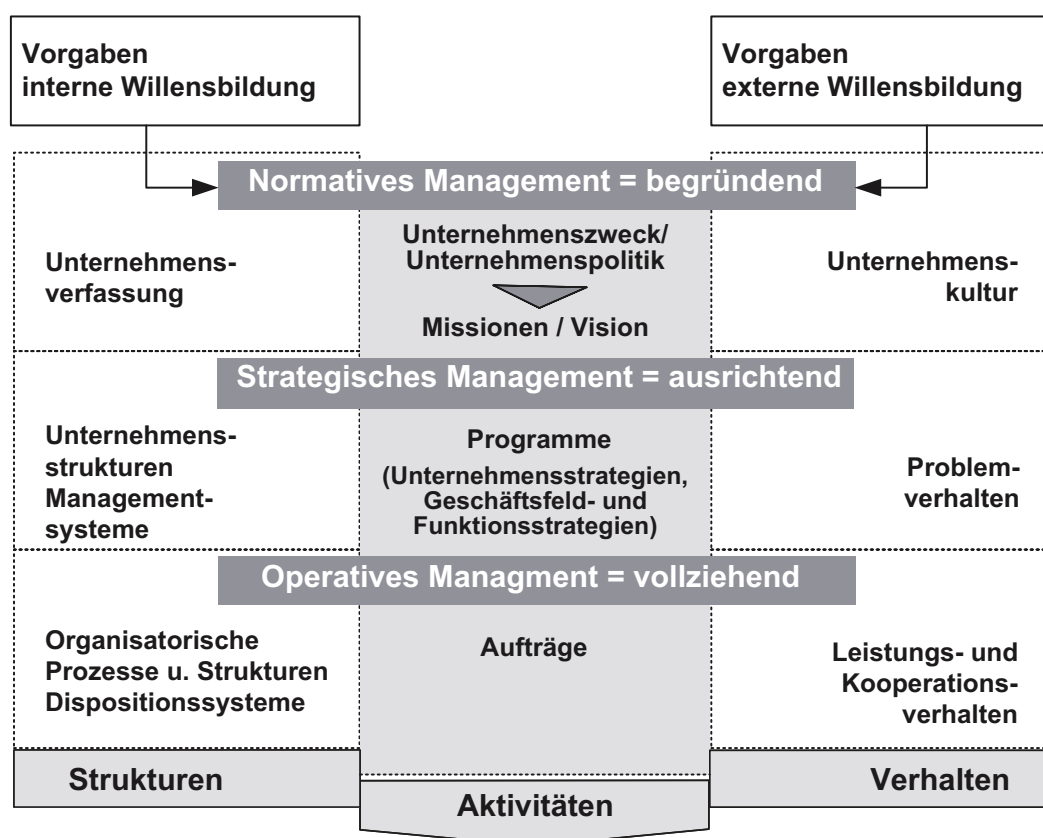 Vorgaben
interne Willensbildung
Vorgaben
externe Willensbildung
Normatives Management = begründend
Unternehmens-
verfassung
Unternehmenszweck/
Unternehmenspolitik
Missionen / Vision
Unternehmens-
kultur
Strategisches Management = ausrichtend
Unternehmens-
strukturen
Management-
systeme
Programme
(Unternehmensstrategien,
Geschäftsfeld- und
Funktionsstrategien)
Problem-
verhalten
Operatives Managment = vollziehend
Organisatorische
Prozesse u. Strukturen
Dispositionssysteme
Aufträge
Leistungs- und
Kooperations-
verhalten
Strukturen
Aktivitäten
Verhalten